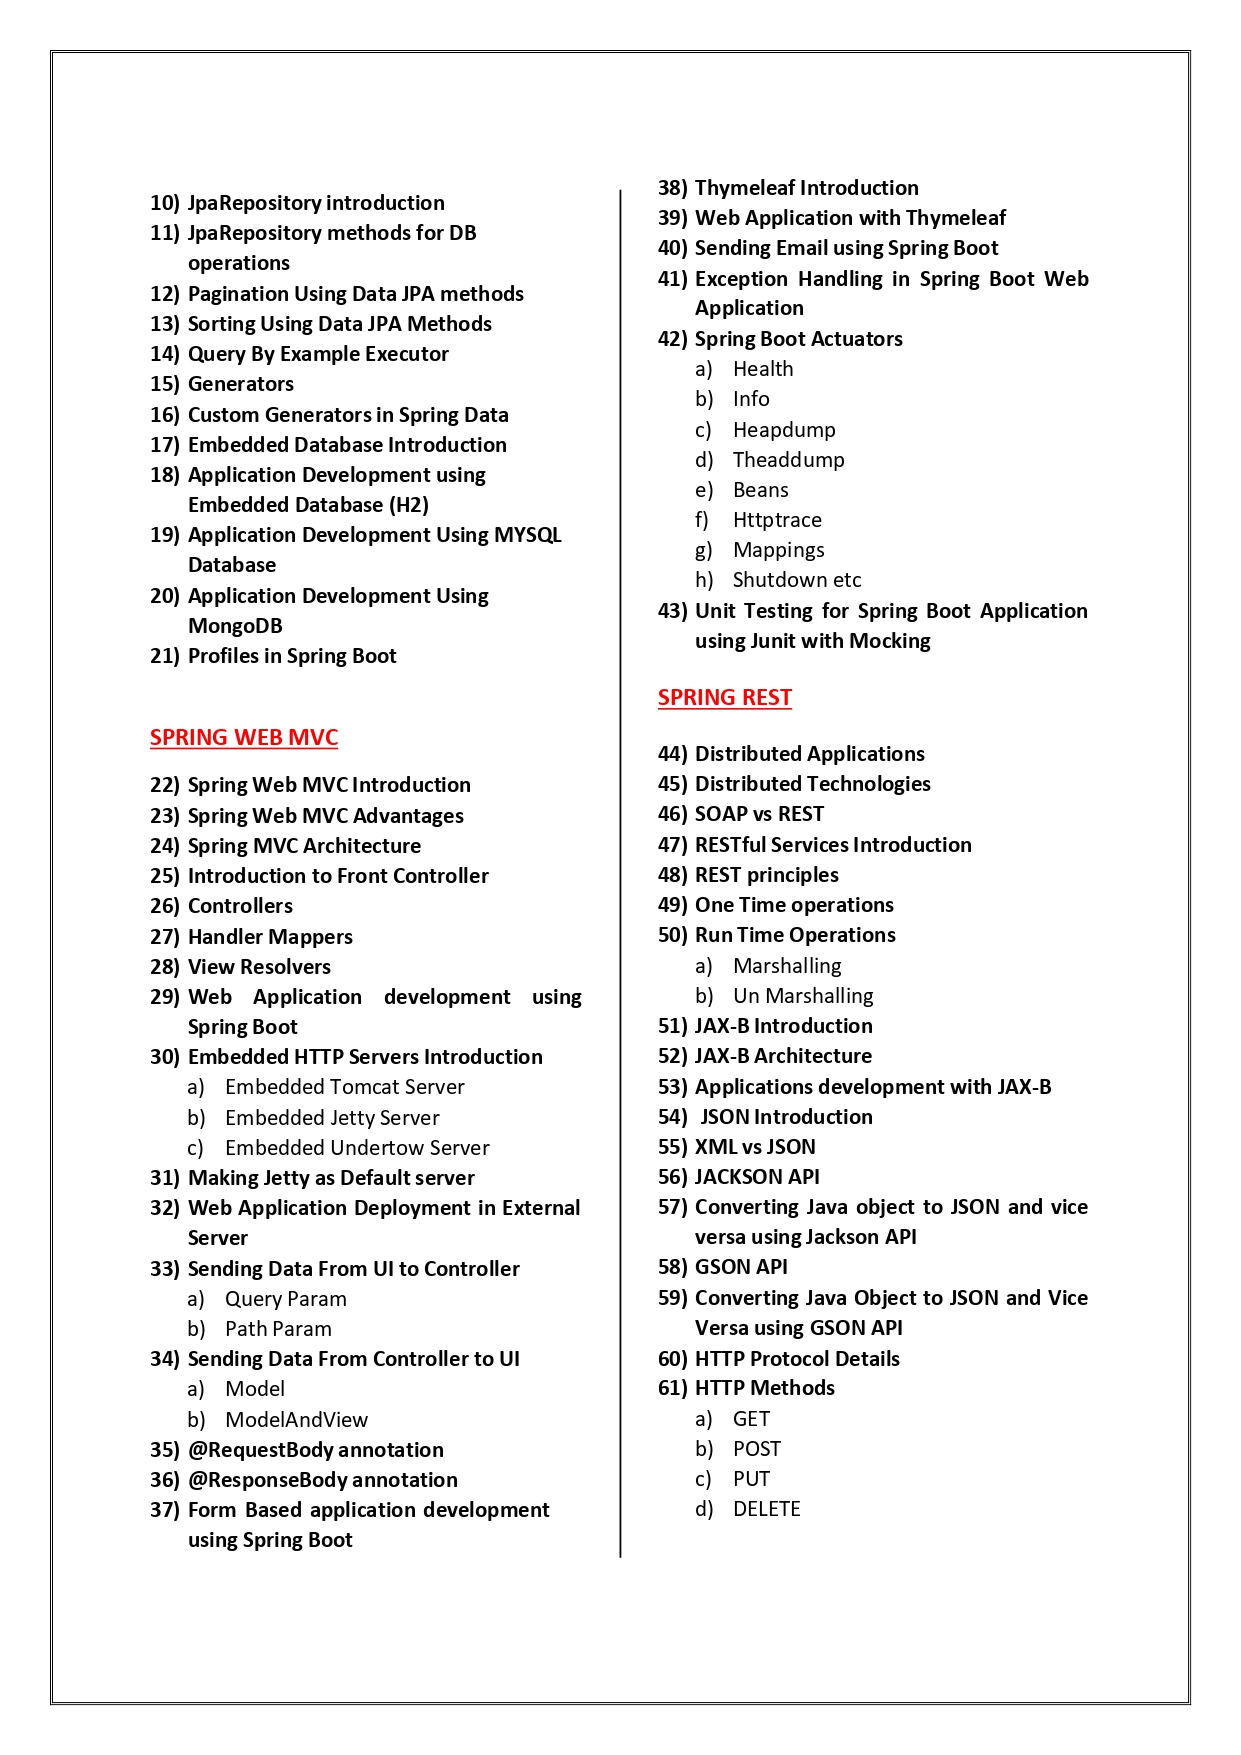 10) JpaRepository introduction
11) JpaRepository methods for DB
operations
12) Pagination Using Data JPA methods
13) Sorting Using Data JPA Methods
14) Query By Example Executor
15) Generators
16) Custom Generators in Spring Data
17) Embedded Database Introduction
18) Application Development using
Embedded Database (H2)
19) Application Development Using MYSQL
Database
20) Application Development Using
MongoDB
21) Profiles in Spring Boot
SPRING WEB MVC
22) Spring Web MVC Introduction
23) Spring Web MVC Advantages
24) Spring MVC Architecture
25) Introduction to Front Controller
26) Controllers
27) Handler Mappers
28) View Resolvers
29) Web Application development using
Spring Boot
30) Embedded HTTP Servers Introduction
a) Embedded Tomcat Server
b) Embedded Jetty Server
c) Embedded Undertow Server
31) Making Jetty as Default server
32) Web Application Deployment in External
Server
33) Sending Data From UI to Controller
a) Query Param
b) Path Param
34) Sending Data From Controller to UI
a) Model
b) ModelAndView
35) @RequestBody annotation
36) @ResponseBody annotation
37) Form Based application development
using Spring Boot
38) Thymeleaf Introduction
39) Web Application with Thymeleaf
40) Sending Email using Spring Boot
41) Exception Handling in Spring Boot Web
Application
42) Spring Boot Actuators
a) Health
b) Info
c) Heapdump
d) Theaddump
e) Beans
f) Httptrace
g) Mappings
h) Shutdown etc
43) Unit Testing for Spring Boot Application
using Junit with Mocking
SPRING REST
44) Distributed Applications
45) Distributed Technologies
46) SOAP vs REST
47) RESTful Services Introduction
48) REST principles
49) One Time operations
50) Run Time Operations
a) Marshalling
b) Un Marshalling
51) JAX-B Introduction
52) JAX-B Architecture
53) Applications development with JAX-B
54) JSON Introduction
55) XML vs JSON
56) JACKSON API
57) Converting Java object to JSON and vice
versa using Jackson API
58) GSON API
59) Converting Java Object to JSON and Vice
Versa using GSON API
60) HTTP Protocol Details
61) HTTP Methods
a) GET
b) POST
c) PUT
d) DELETE